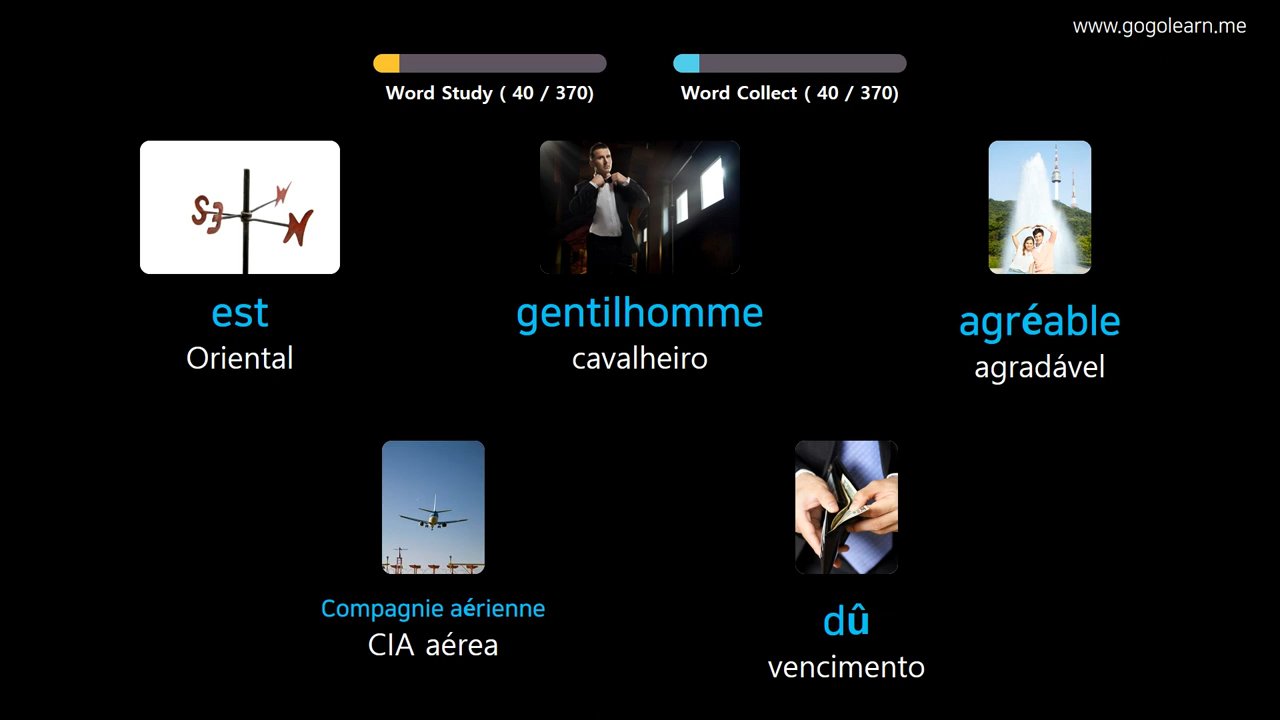 www.gogolearn.me
Word Study ( 40 / 370)
Word Collect ( 40 / 370)
S E N W
est
Oriental
gentilhomme
cavalheiro
agréable
agradável
Compagnie aérienne
CIA aérea
dû
vencimento